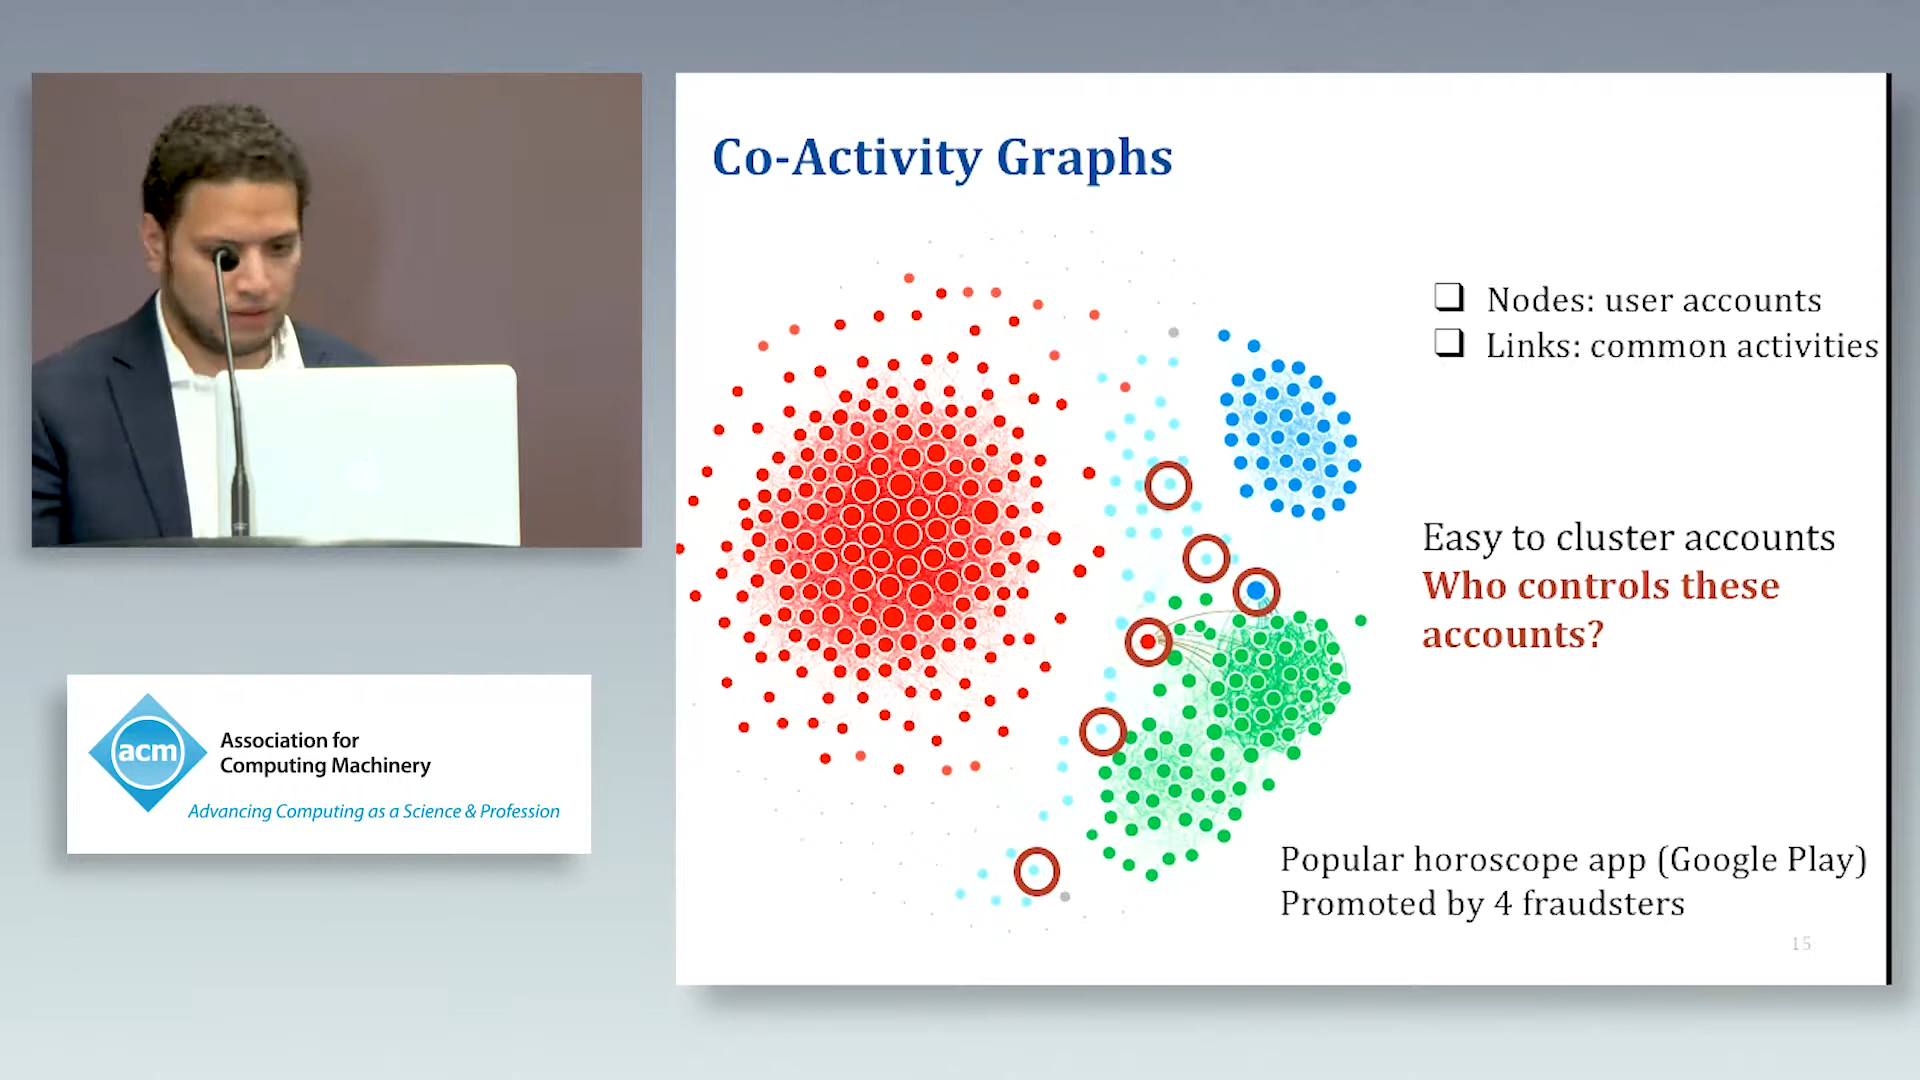 Co-Activity Graphs
❏ Nodes: user accounts
❏ Links: common activities
Easy to cluster accounts
Who controls these
accounts?
Popular horoscope app (Google Play)
Promoted by 4 fraudsters
15
acm
Association for
Computing Machinery
Advancing Computing as a Science & Profession